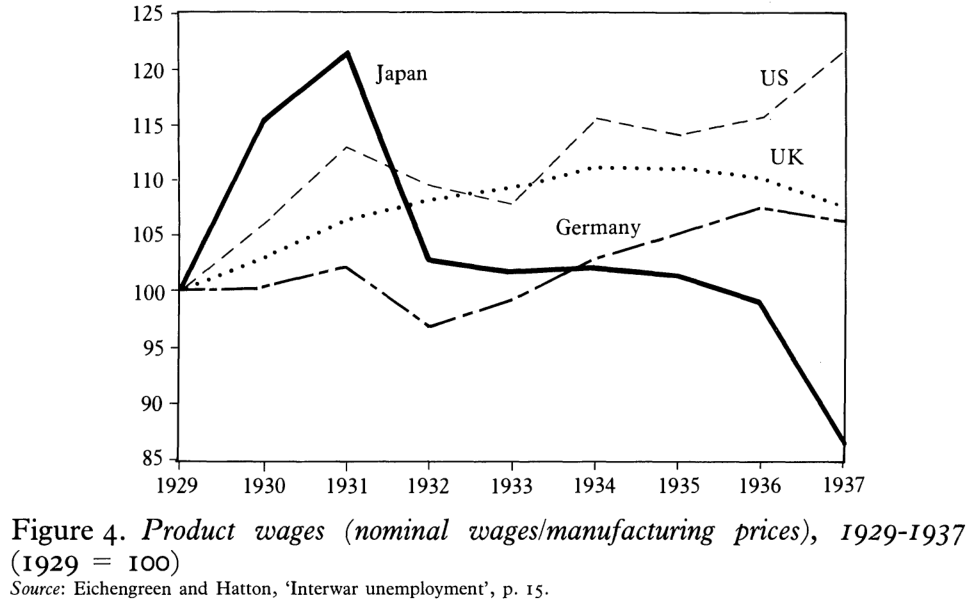 125
120
115
110
105
100
95
90
85
Japan
US
UK
Germany
1929 1930 1931 1932 1933 1934 1935 1936 1937
Figure 4. Product wages (nominal wages/manufacturing prices), 1929-1937
(1929 = 100)
Source: Eichengreen and Hatton, ‘Interwar unemployment’, p. 15.